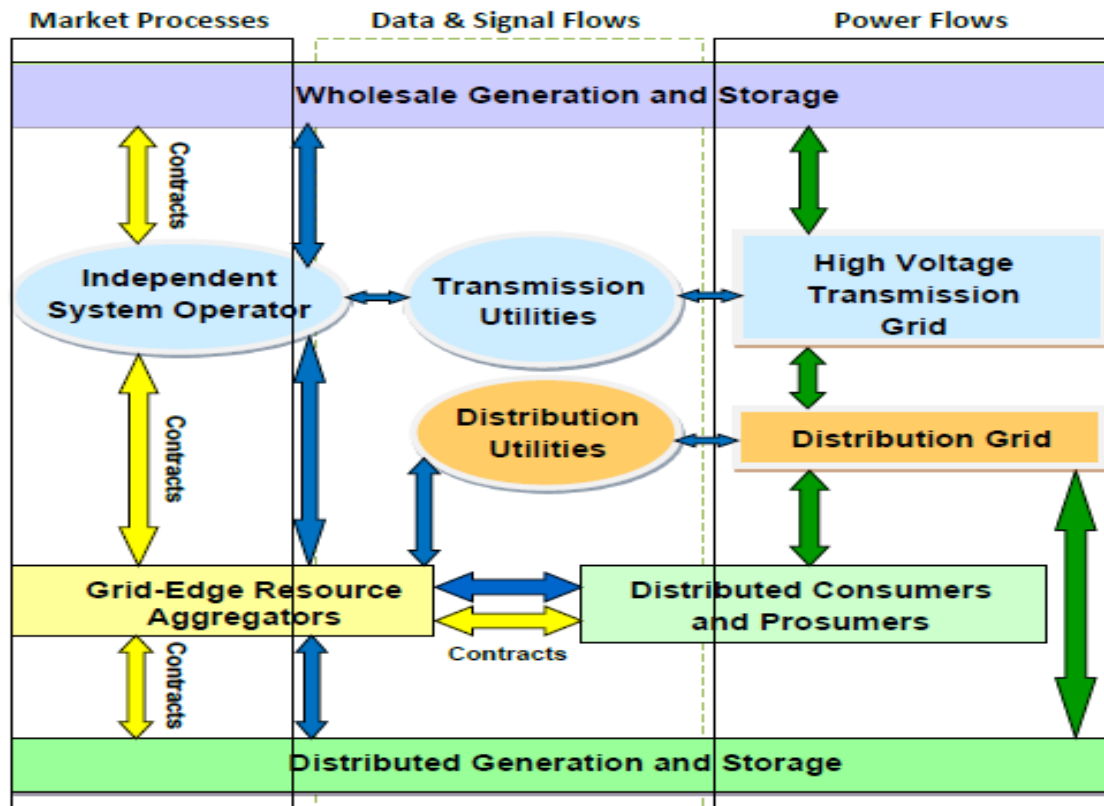 Market Processes
Data & Signal Flows
Power Flows
Wholesale Generation and Storage
Contracts
Independent
System Operator
Transmission
Utilities
High Voltage
Transmission
Grid
Contracts
Distribution
Utilities
Distribution Grid
Grid-Edge Resource
Aggregators
Distributed Consumers
and Prosumers
Contracts
Contracts
Distributed Generation and Storage